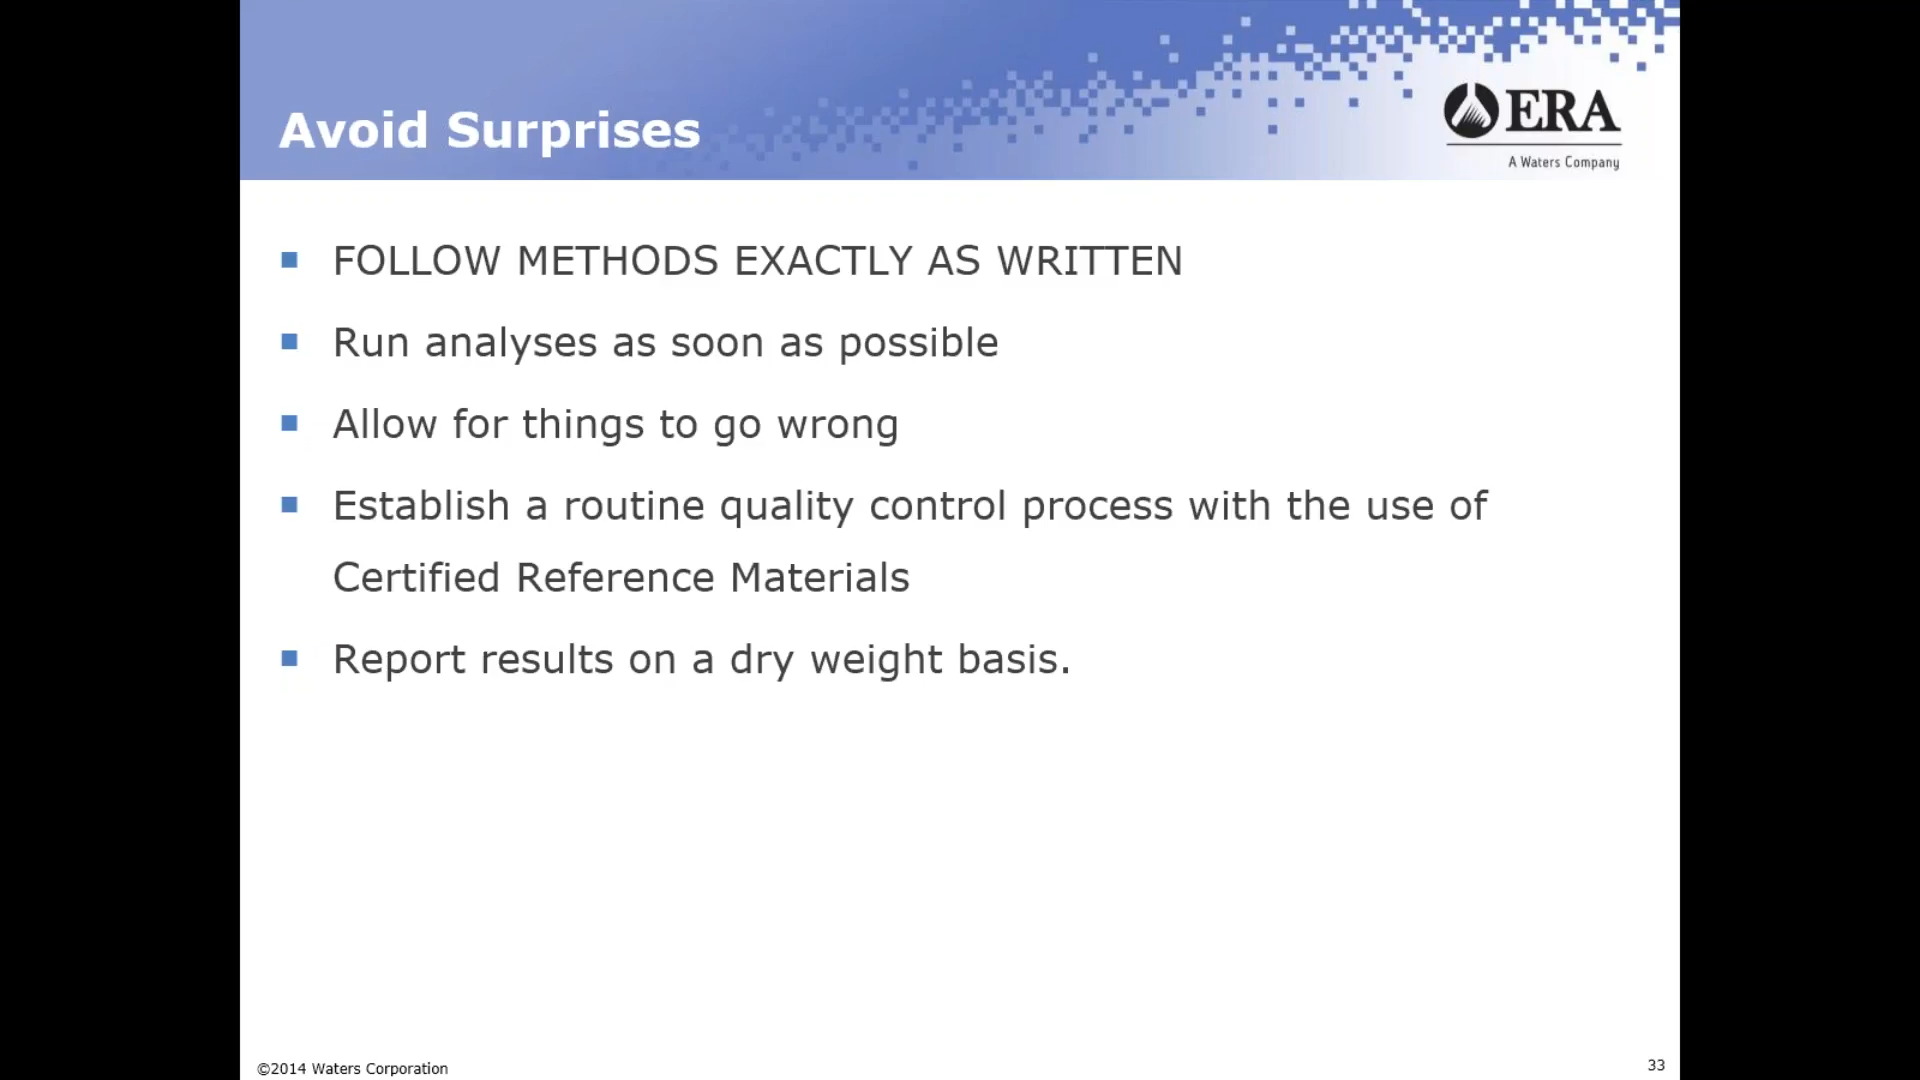 Avoid Surprises
ERA
A Waters Company
FOLLOW METHODS EXACTLY AS WRITTEN
Run analyses as soon as possible
Allow for things to go wrong
Establish a routine quality control process with the use of
Certified Reference Materials
Report results on a dry weight basis.
©2014 Waters Corporation
33